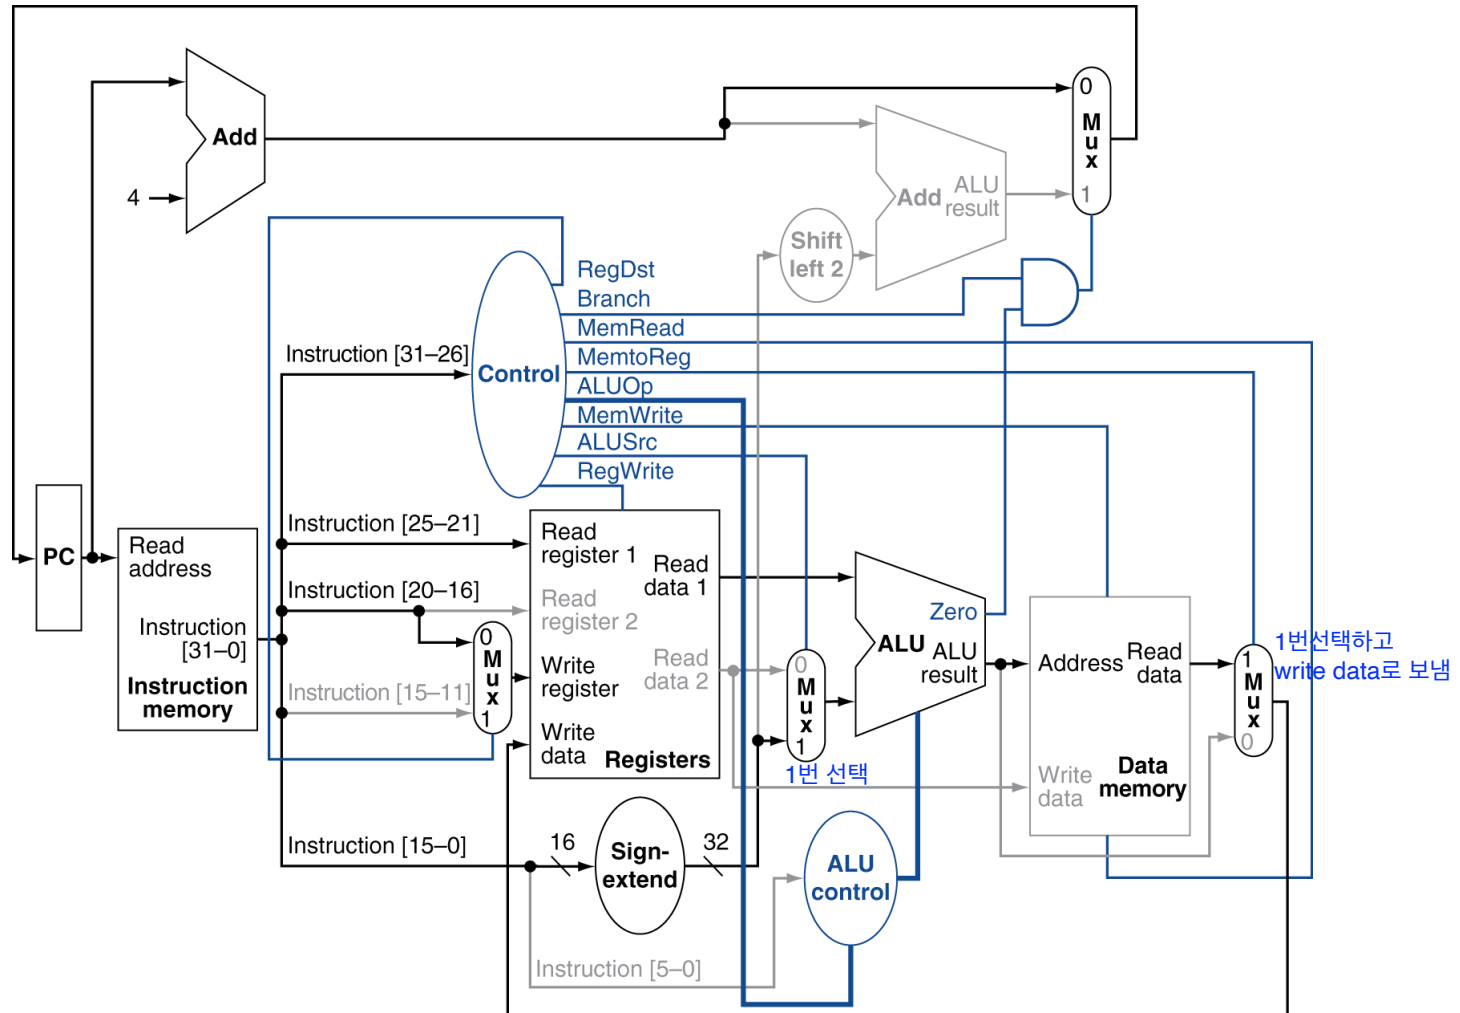 0
M
u
x
1
Add
4
Add
ALU
result
Shift
left 2
RegDst
Branch
MemRead
MemtoReg
ALUOp
MemWrite
ALUSrc
RegWrite
Control
Instruction [31–26]
Instruction [25–21]
Instruction [20–16]
Instruction [15–11]
Instruction [15–0]
Instruction [5–0]
PC
Read
address
Instruction
[31–0]
Instruction
memory
0
M
u
x
1
Read
register 1
Read
register 2
Write
register
Write
data
Read
data 1
Read
data 2
Registers
0
M
u
x
1
1번 선택
Zero
ALU
ALU
result
Address
Read
data
Write
data
Data
memory
1
M
u
x
0
1번선택하고
write data로 보냄
16
Sign-
extend
32
ALU
control